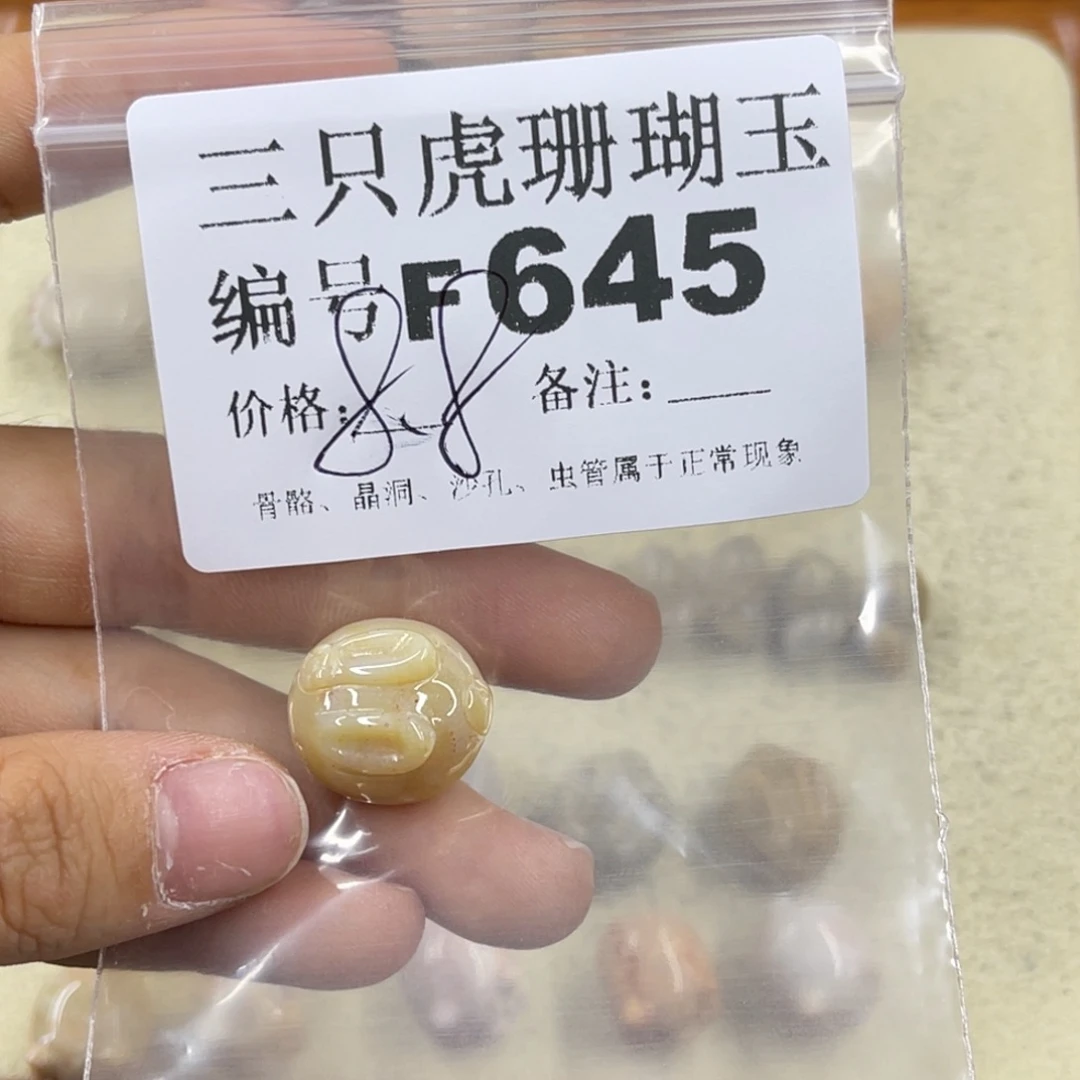 三只虎珊瑚玉
编号F645
价格:88 备注:____
骨骼、晶洞、沙孔、虫管属于正常现象